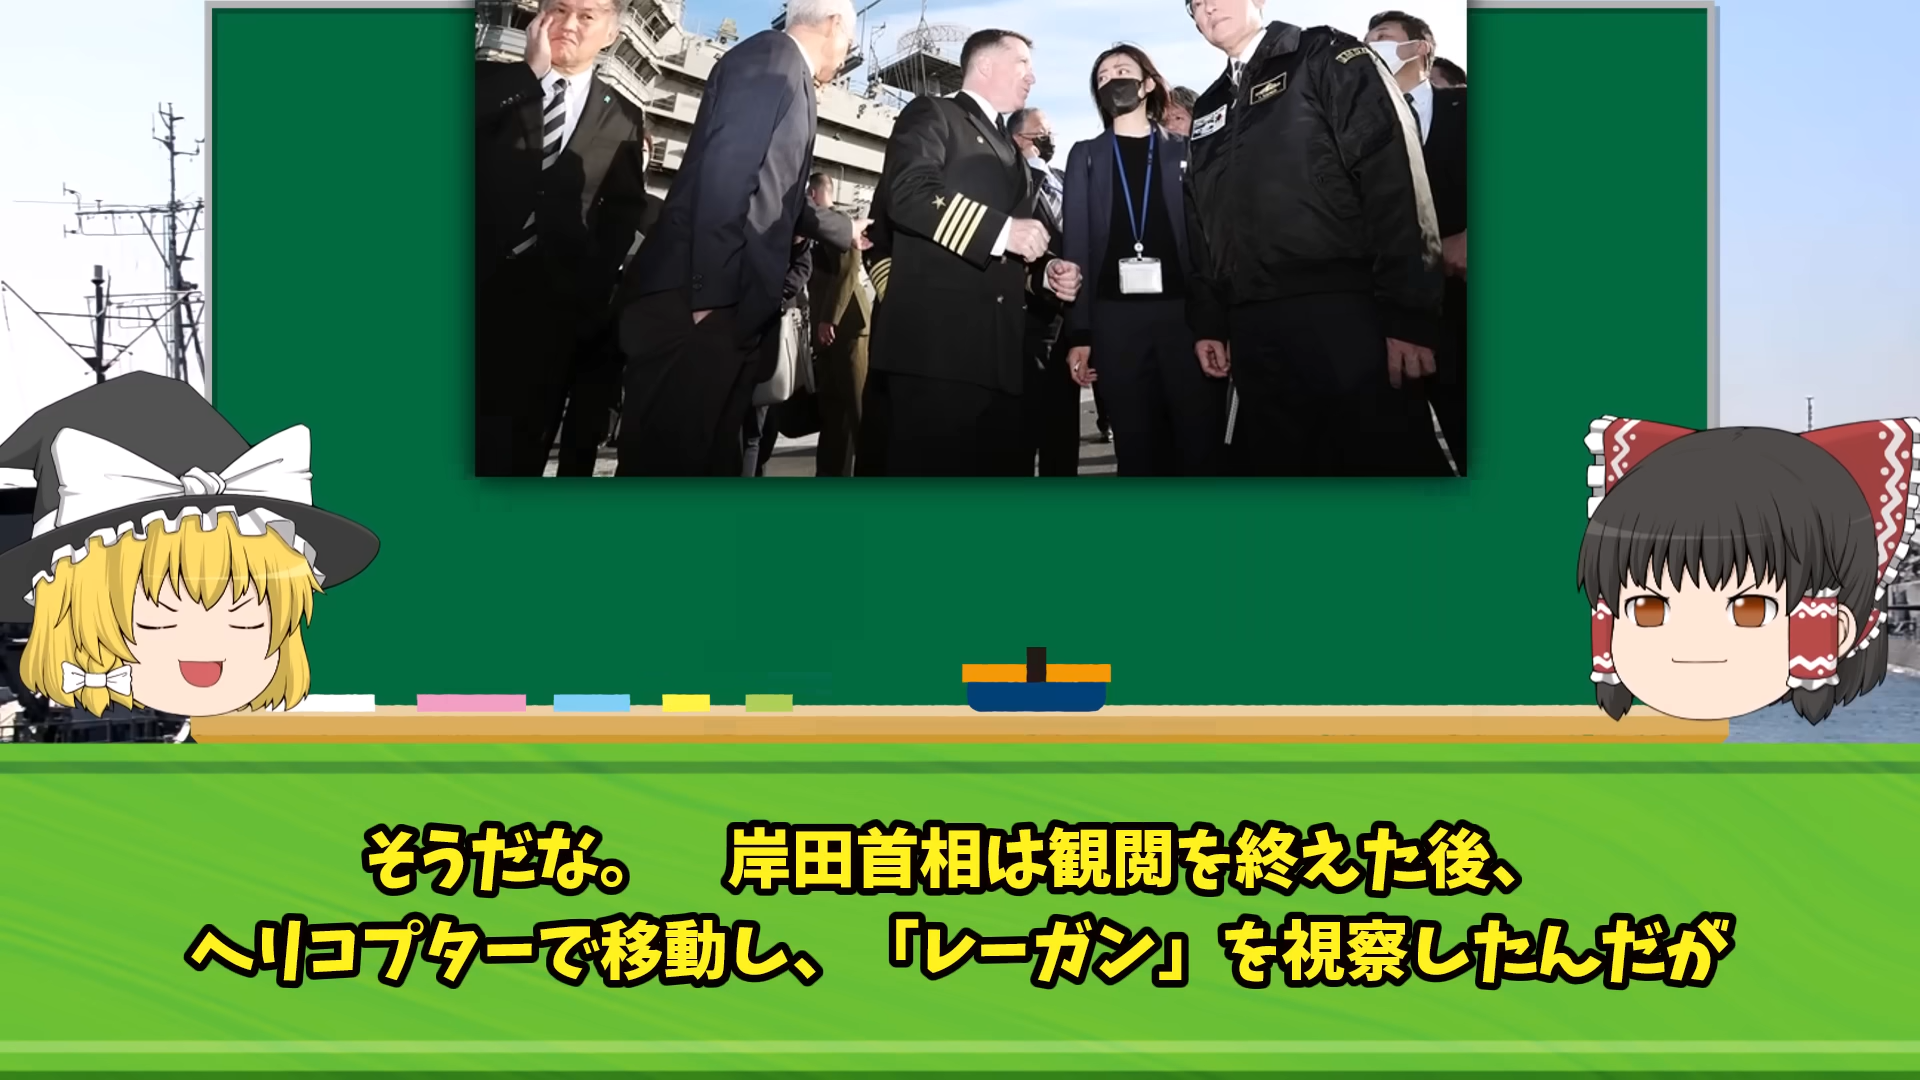 そうだな。　岸田首相は観閲を終えた後、
ヘリコプターで移動し、「レーガン」を視察したんだが